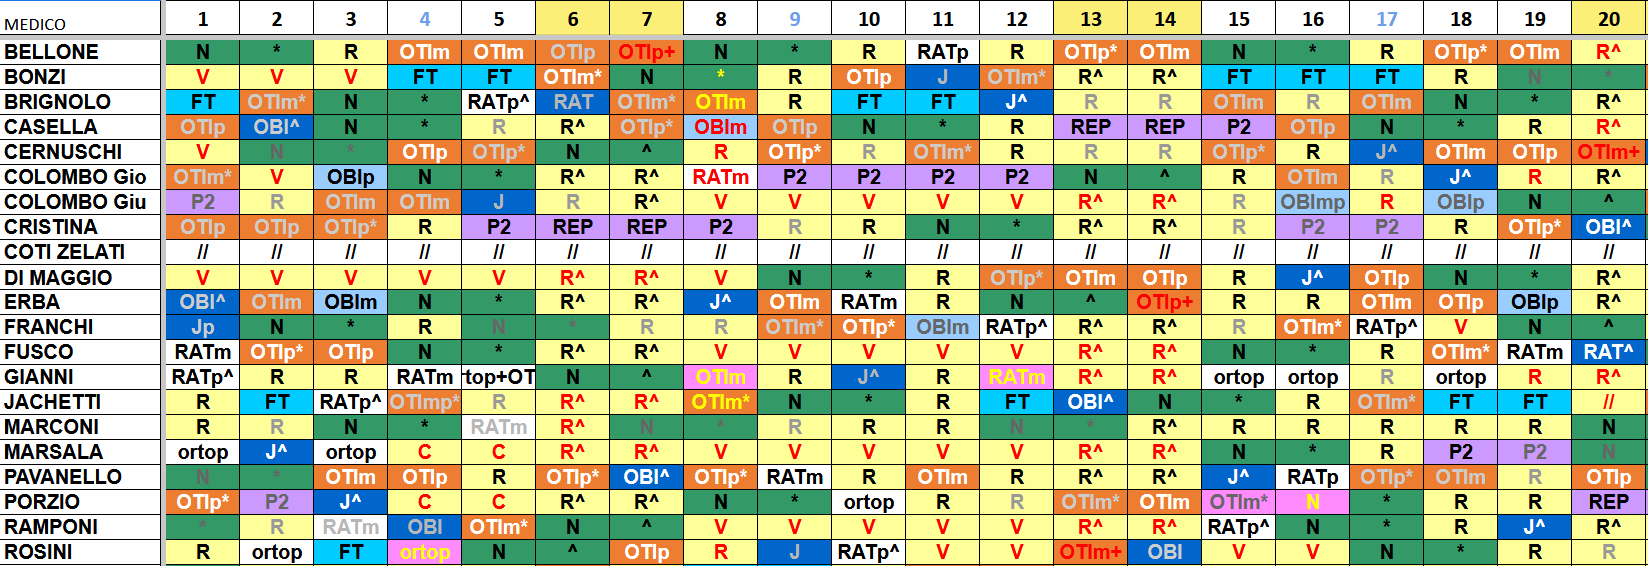 MEDICO 1 2 3 4 5 6 7 8 9 10 11 12 13 14 15 16 17 18 19 20
BELLONE N * R OTIm OTIm OTIp OTIp+ N * R RATp R OTIp* OTIm N * R OTIp* OTIm R^
BONZI V V V FT FT OTIm* N * R OTIp J OTIm* R^ R^ FT FT FT R N *
BRIGNOLO FT OTIm* N * RATp^ RAT OTIm* OTIm R FT FT J^ R R OTIm R OTIm N * R^
CASELLA OTIp OBI^ N * R R^ OTIp* OBIm OTIp N * R REP REP P2 OTIp N * R R^
CERNUSCHI V N * OTIp OTIp* N ^ R OTIp* R OTIm* R R R OTIp* R J^ OTIm OTIp OTIm+
COLOMBO Gio OTIm* V OBIp N * R^ R^ RATm P2 P2 P2 P2 N ^ R OTIm R J^ R R^
COLOMBO Giu P2 R OTIm OTIm J R R^ V V V V V R^ R^ R OBImp R OBIp N ^
CRISTINA OTIp OTIp OTIp* R P2 REP REP P2 R R N * R^ R^ R P2 P2 R OTIp* OBI^
COTI ZELATI // // // // // // // // // // // // // // // // // // // //
DI MAGGIO V V V V V R^ R^ V N * R OTIp* OTIm OTIp R J^ OTIp N * R^
ERBA OBI^ OTIm OBIm N * R^ R^ J^ OTIm RATm R N ^ OTIp+ R R OTIm OTIp OBIp R^
FRANCHI Jp N * R N * R R OTIm* OTIp* OBIm RATp^ R^ R^ R OTIm* RATp^ V N ^
FUSCO RATm OTIp* OTIp N * R^ R^ V V V V V R^ R^ N * R OTIm* RATm RAT^
GIANNI RATp^ R R RATm rtop+OT N ^ OTIm R J^ R RATm R^ R^ ortop ortop R ortop R R^
JACHETTI R FT RATp^ OTImp* R R^ R^ OTIm* N * R FT OBI^ N * R OTIm* FT FT //
MARCONI R R N * RATm R^ N * R R R N * R R R R R R N
MARSALA ortop J^ ortop C C R^ R^ V V V V V R^ R^ N * R P2 P2 N
PAVANELLO N * OTIm OTIp R OTIp* OBI^ OTIp* RATm R OTIm R R^ R^ J^ RATp OTIp* OTIm R OTIp
PORZIO OTIp* P2 J^ C C R^ R^ N * ortop R R OTIm* OTIm OTIm* N * R R REP
RAMPONI * R RATm OBI OTIm* N ^ V V V V V R^ R^ RATp^ N * R J^ R^
ROSINI R ortop FT ortop N ^ OTIp R J RATp^ V V OTIm+ OBI V V N * R R